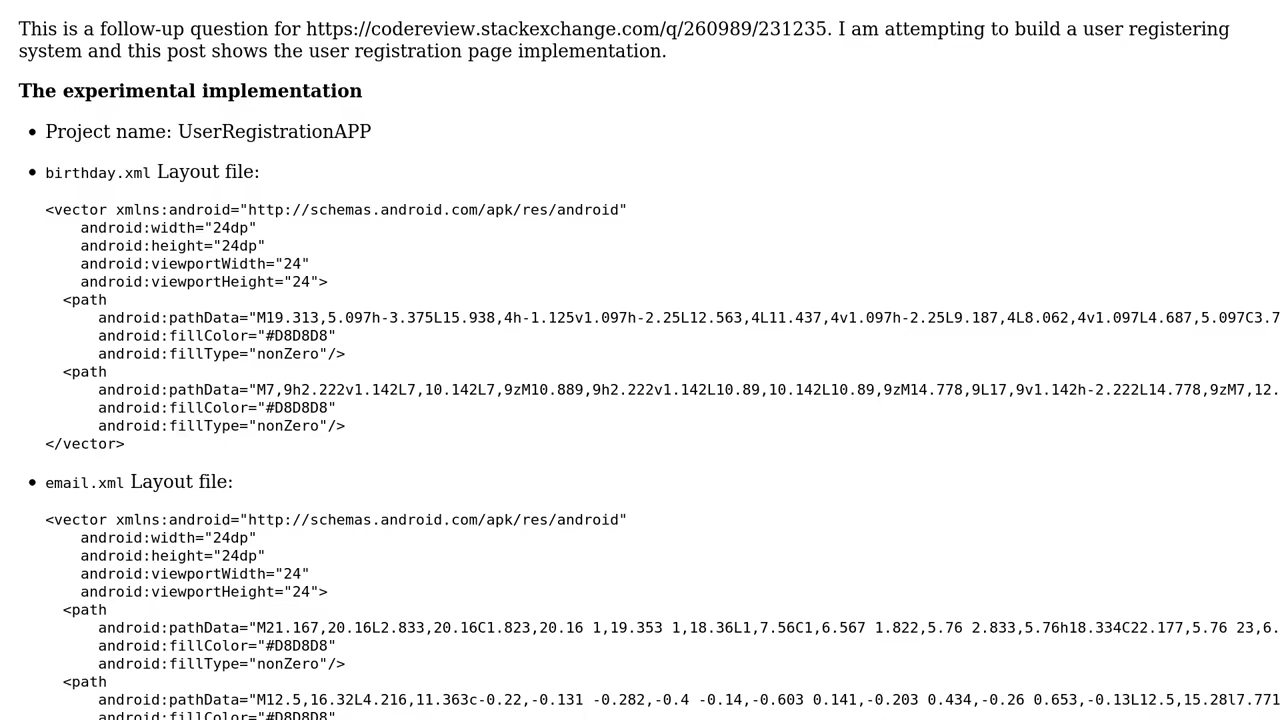 This is a follow-up question for https://codereview.stackexchange.com/q/260989/231235. I am attempting to build a user registering
system and this post shows the user registration page implementation.
The experimental implementation
• Project name: UserRegistrationAPP
• birthday.xml Layout file:
<vector xmlns:android="http://schemas.android.com/apk/res/android"
    android:width="24dp"
    android:height="24dp"
    android:viewportWidth="24"
    android:viewportHeight="24">
  <path
      android:pathData="M19.313,5.097h-3.375L15.938,4h-1.125v1.097h-2.25L12.563,4L11.437,4v1.097h-2.25L9.187,4L8.062,4v1.097L4.687,5.097C3.7
      android:fillColor="#D8D8D8"
      android:fillType="nonZero"/>
  <path
      android:pathData="M7,9h2.222v1.142L7,10.142L7,9zM10.889,9h2.222v1.142L10.89,10.142L10.89,9zM14.778,9L17,9v1.142h-2.222L14.778,9zM7,12.
      android:fillColor="#D8D8D8"
      android:fillType="nonZero"/>
</vector>
• email.xml Layout file:
<vector xmlns:android="http://schemas.android.com/apk/res/android"
    android:width="24dp"
    android:height="24dp"
    android:viewportWidth="24"
    android:viewportHeight="24">
  <path
      android:pathData="M21.167,20.16L2.833,20.16C1.823,20.16 1,19.353 1,18.36L1,7.56C1,6.567 1.822,5.76 2.833,5.76h18.334C22.177,5.76 23,6.
      android:fillColor="#D8D8D8"
      android:fillType="nonZero"/>
  <path
      android:pathData="M12.5,16.32L4.216,11.363c-0.22,-0.131 -0.282,-0.4 -0.14,-0.603 0.141,-0.203 0.434,-0.26 0.653,-0.13L12.5,15.28l7.771
      android:fillColor="#D8D8D8"